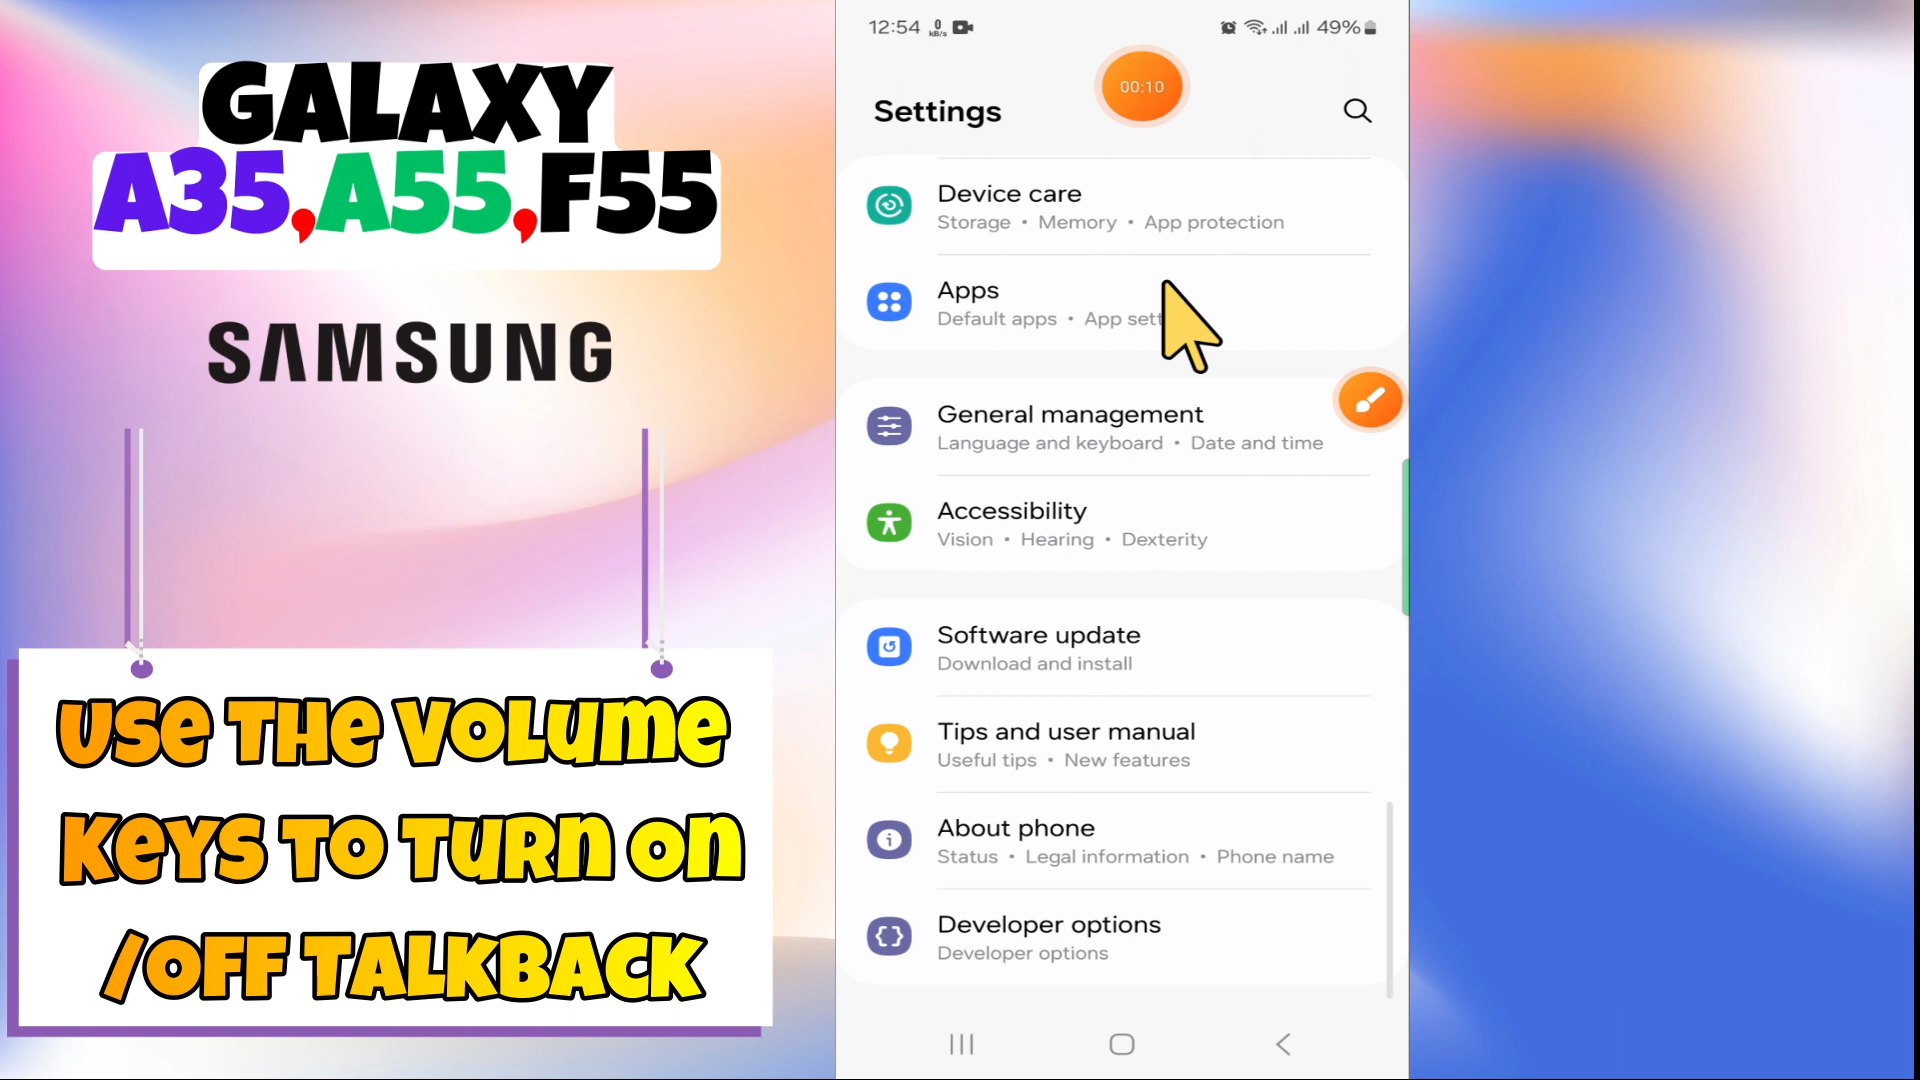 GALAXY
A35,A55,F55
SAMSUNG
USE THE VOLUME
KEYS TO TURN ON
/OFF TALKBACK
12:54 0 kB/s 49%
00:10
Settings
Device care
Storage • Memory • App protection
Apps
Default apps • App sett
General management
Language and keyboard • Date and time
Accessibility
Vision • Hearing • Dexterity
Software update
Download and install
Tips and user manual
Useful tips • New features
About phone
Status • Legal information • Phone name
Developer options
Developer options